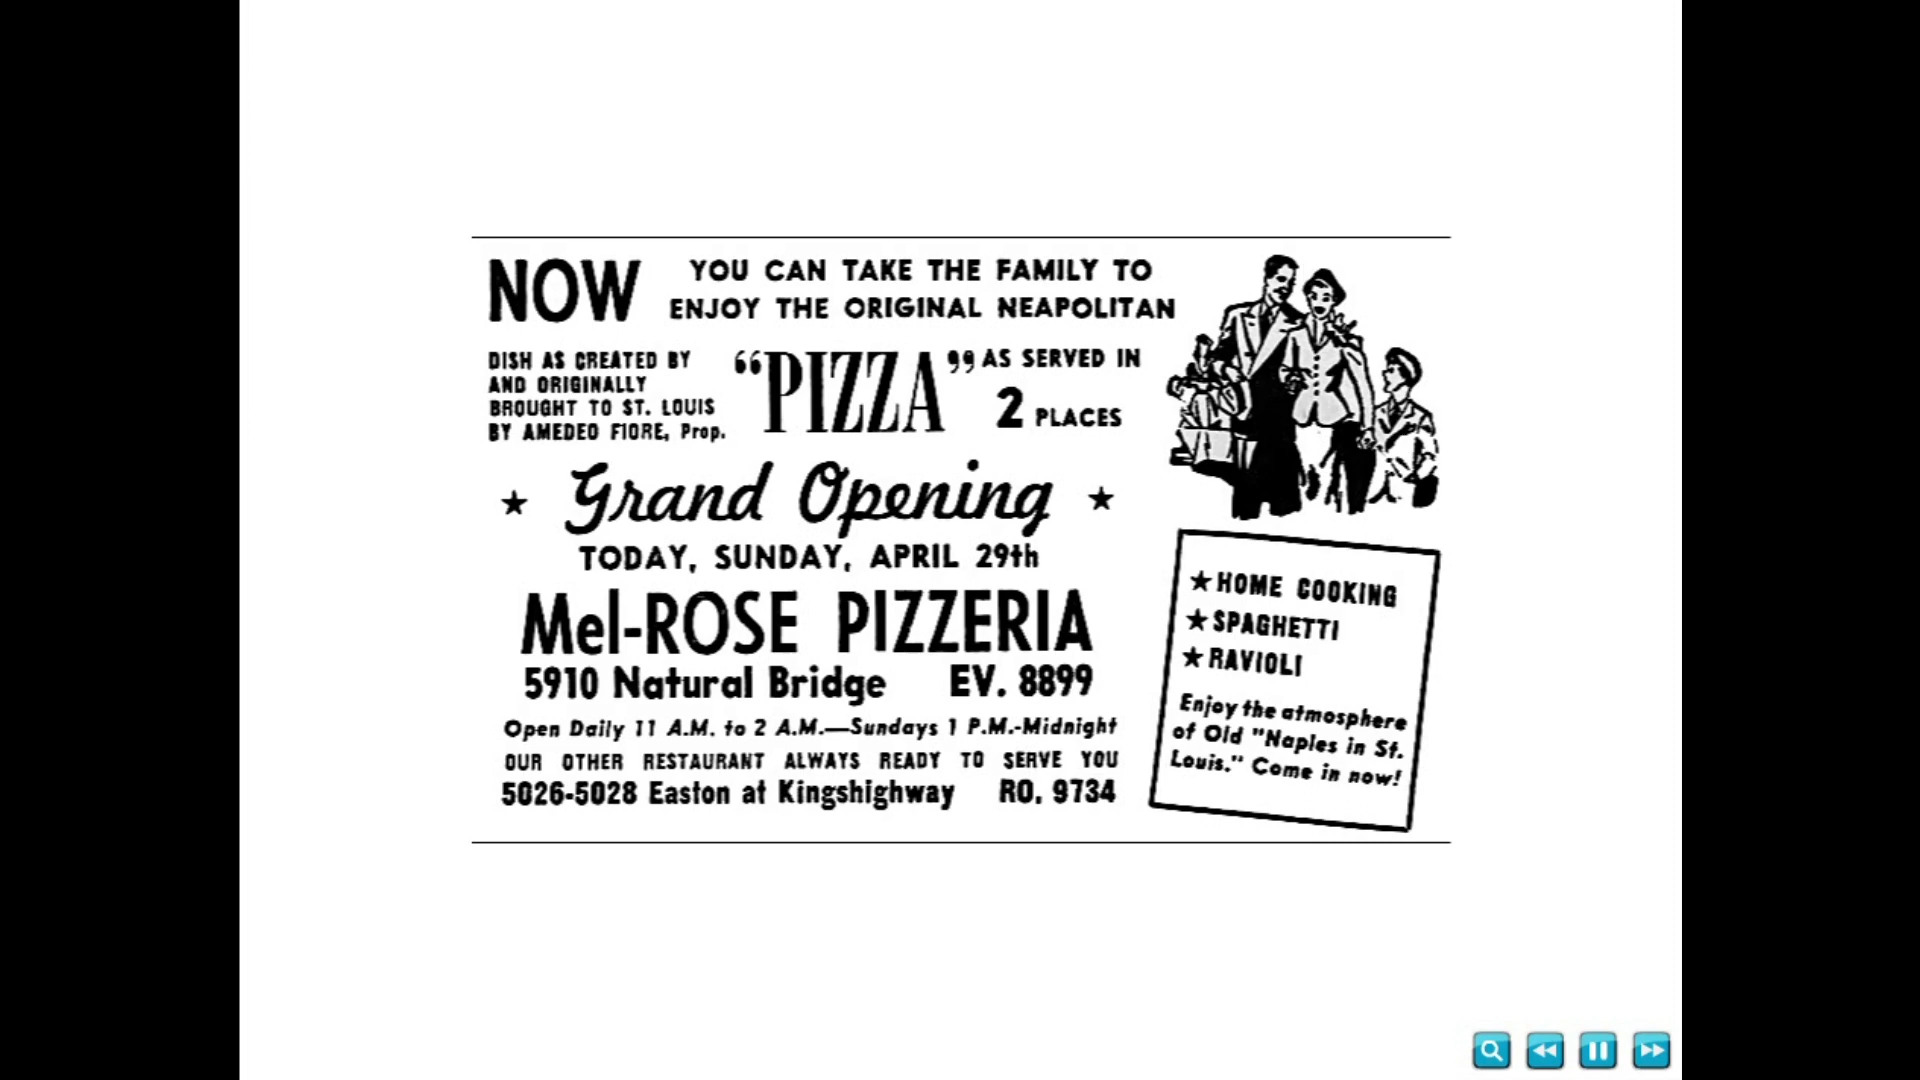 NOW YOU CAN TAKE THE FAMILY TO
ENJOY THE ORIGINAL NEAPOLITAN
DISH AS CREATED BY
AND ORIGINALLY
BROUGHT TO ST. LOUIS
BY AMEDEO FIORE, Prop.
"PIZZA"
AS SERVED IN
2 PLACES
★ Grand Opening ★
TODAY, SUNDAY, APRIL 29th
Mel-ROSE PIZZERIA
5910 Natural Bridge EV. 8899
Open Daily 11 A.M. to 2 A.M.—Sundays 1 P.M.-Midnight
OUR OTHER RESTAURANT ALWAYS READY TO SERVE YOU
5026-5028 Easton at Kingshighway RO. 9734
★ HOME COOKING
★ SPAGHETTI
★ RAVIOLI
Enjoy the atmosphere
of Old "Naples in St.
Louis." Come in now!